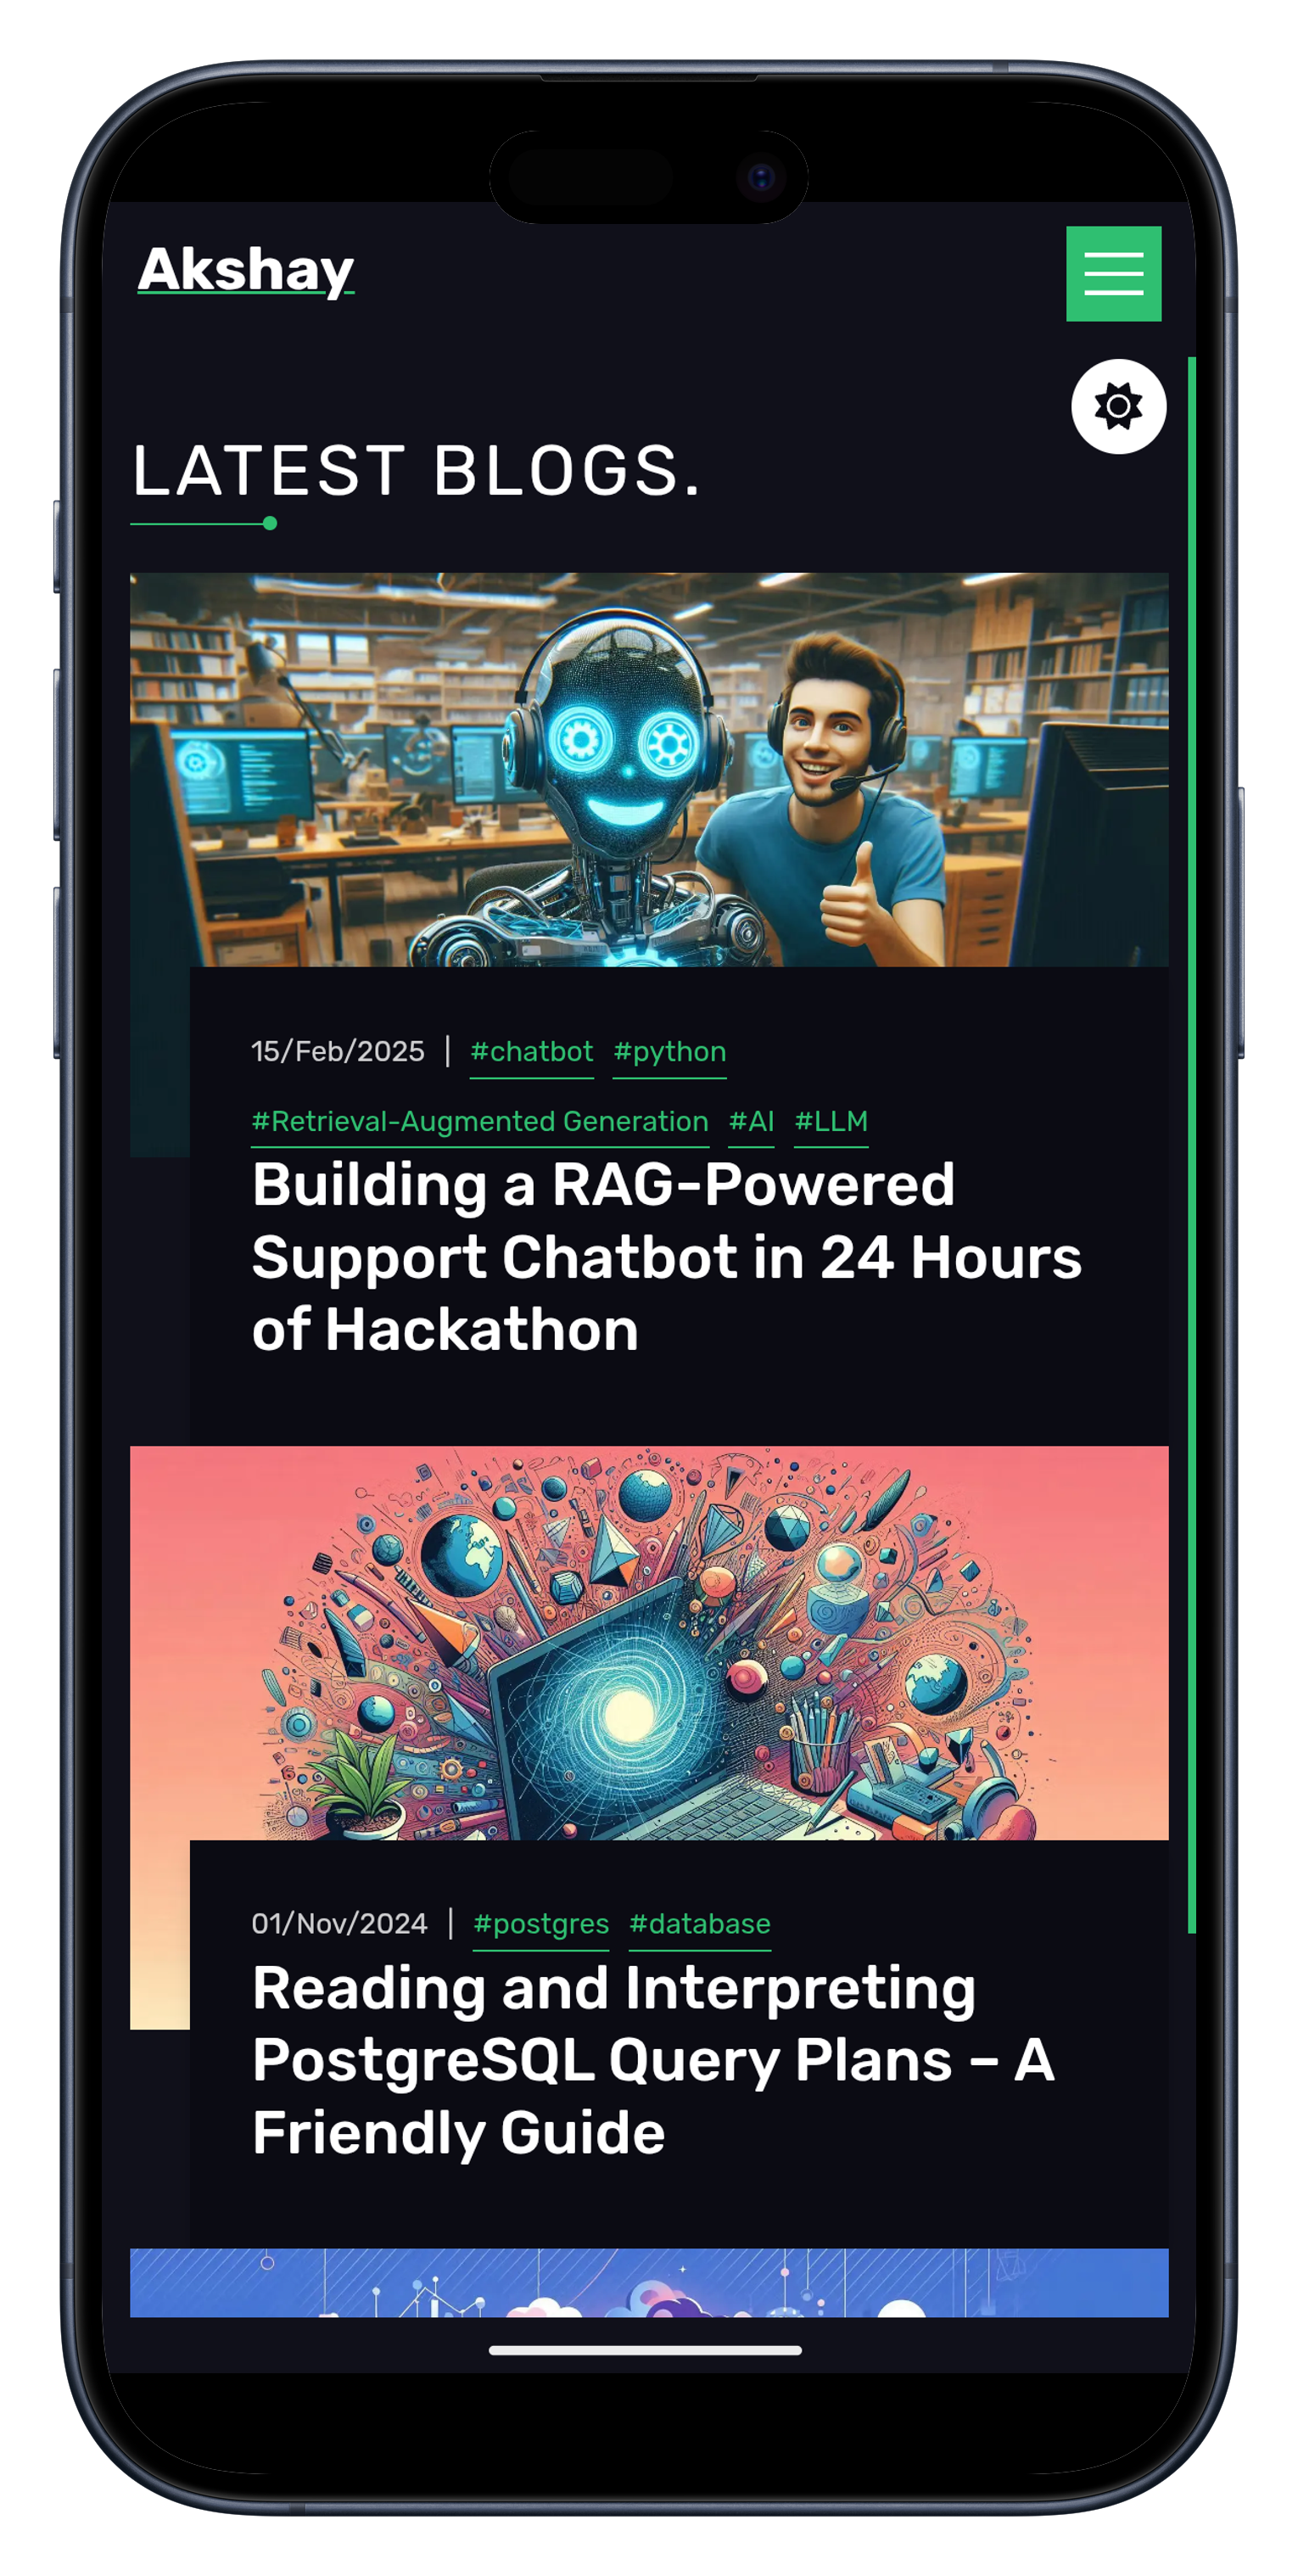 Akshay
LATEST BLOGS.
15/Feb/2025 | #chatbot #python
#Retrieval-Augmented Generation #AI #LLM
Building a RAG-Powered
Support Chatbot in 24 Hours
of Hackathon
01/Nov/2024 | #postgres #database
Reading and Interpreting
PostgreSQL Query Plans – A
Friendly Guide